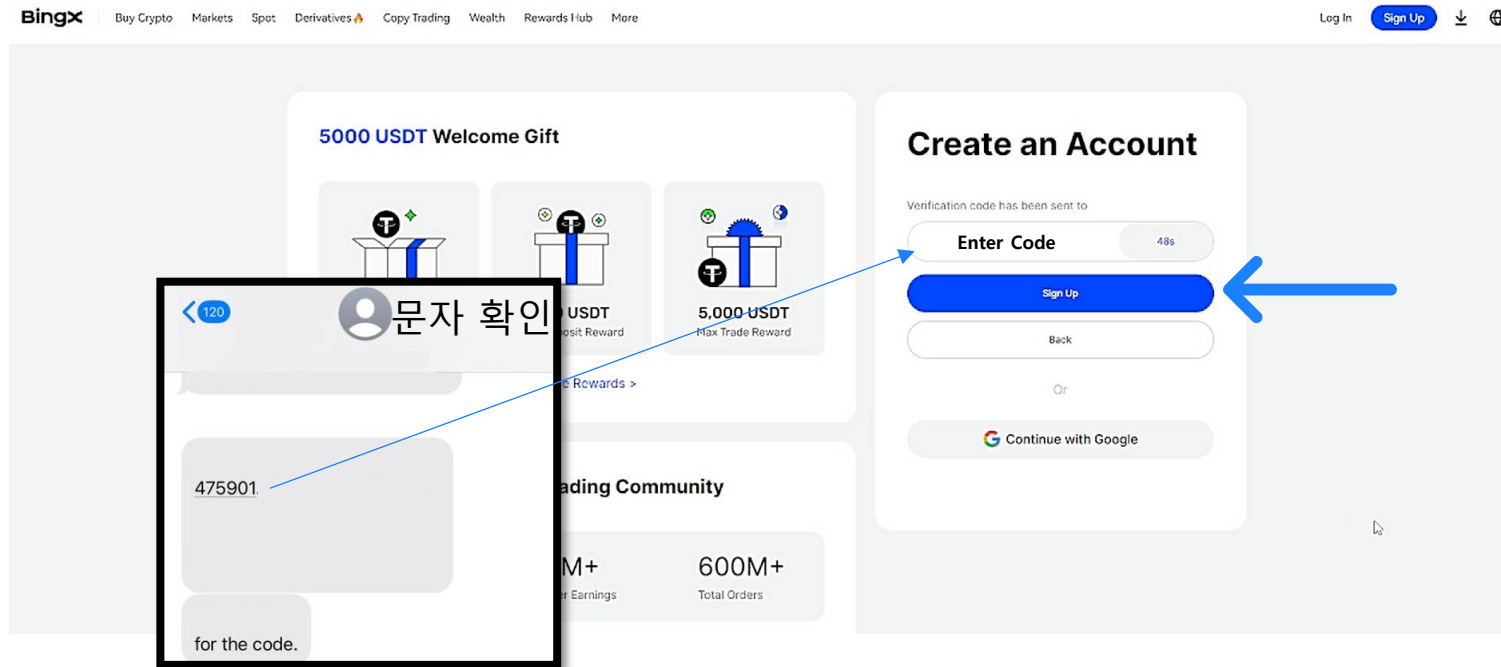 BingX
Buy Crypto Markets Spot Derivatives Copy Trading Wealth Rewards Hub More
Log In Sign Up
5000 USDT Welcome Gift
USDT
Reward
5,000 USDT
Max Trade Reward
Rewards >
Community
M+
Earnings
600M+
Total Orders
Create an Account
Verification code has been sent to
Enter Code
48s
Sign Up
Back
Or
Continue with Google
120
문자 확인
475901
for the code.